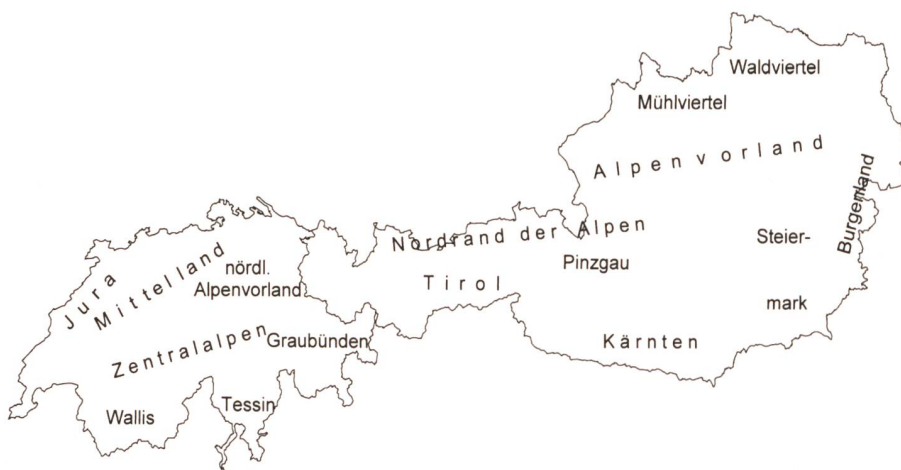 Waldviertel
Mühlviertel
Alpenvorland
Burgenland
Nordrand der Alpen
Steier-
mark
Pinzgau
Tirol
Kärnten
Jura
Mittelland
nördl.
Alpenvorland
Zentralalpen
Graubünden
Wallis
Tessin